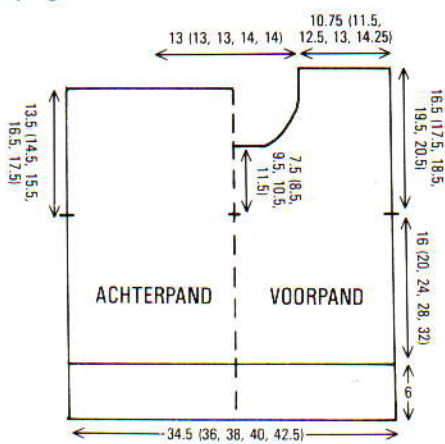 10.75 (11.5,
12.5, 13, 14.25)
13 (13, 13, 14, 14)
13.5 (14.5, 15.5,
16.5, 17.5)
7.5 (8.5,
9.5, 10.5,
11.5)
16.5 (17.5, 18.5,
19.5, 20.5)
ACHTERPAND
VOORPAND
16 (20, 24, 28,
32)
6
34.5 (36, 38, 40, 42.5)